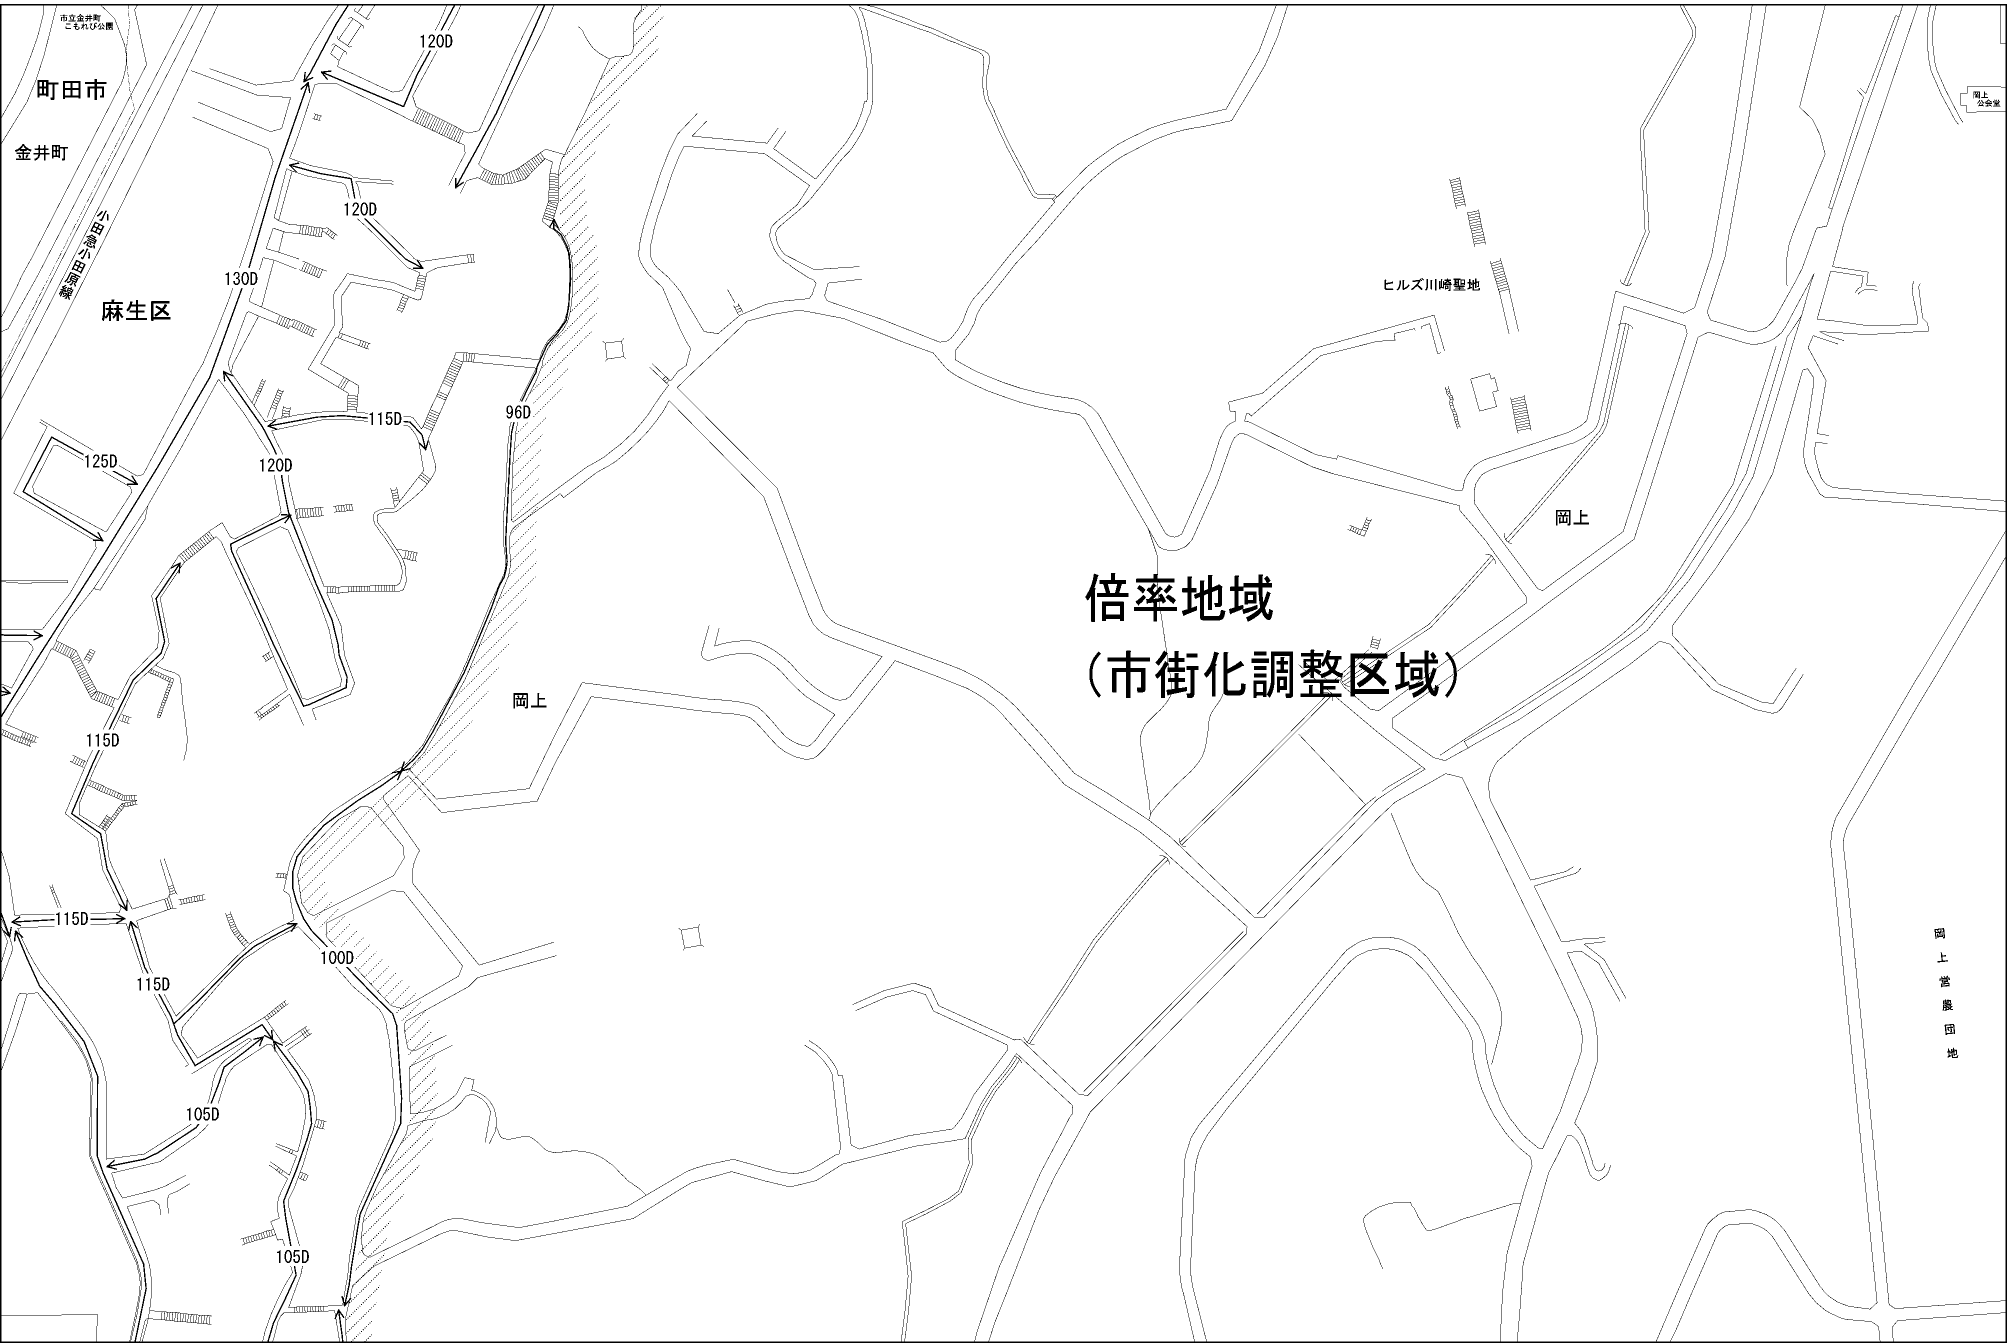 市立金井町
こもれび公園
町田市
金井町
小田急小田原線
麻生区
120D
120D
130D
115D
96D
125D
120D
115D
115D
115D
100D
105D
105D
岡上
公会堂
ヒルズ川崎聖地
岡上
倍率地域
(市街化調整区域)
岡上
岡上営農団地